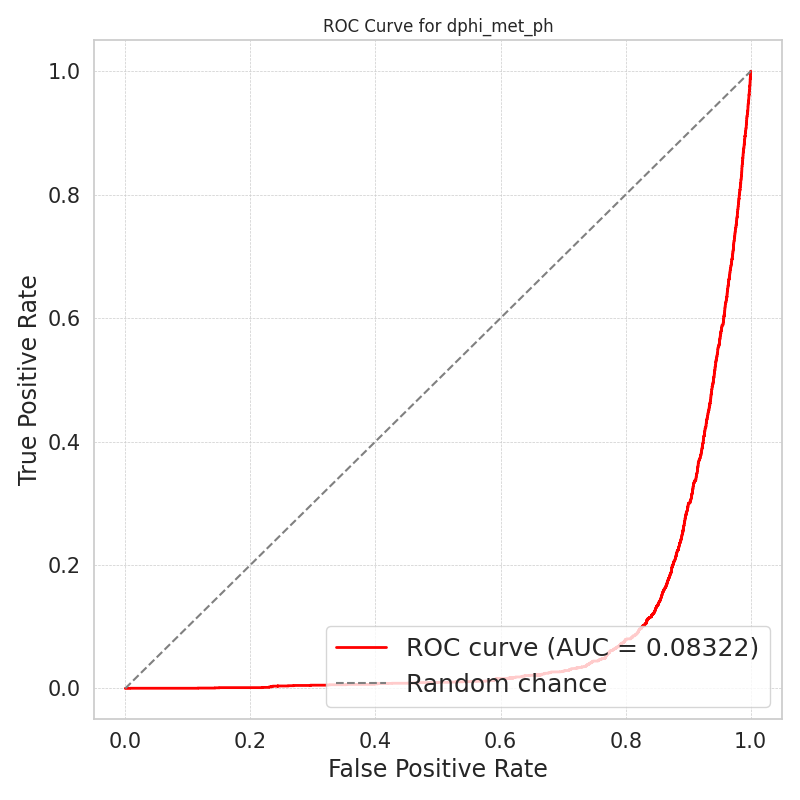 ROC Curve for dphi_met_ph
True Positive Rate
1.0
0.8
0.6
0.4
0.2
0.0
ROC curve (AUC = 0.08322)
Random chance
0.0 0.2 0.4 0.6 0.8 1.0
False Positive Rate